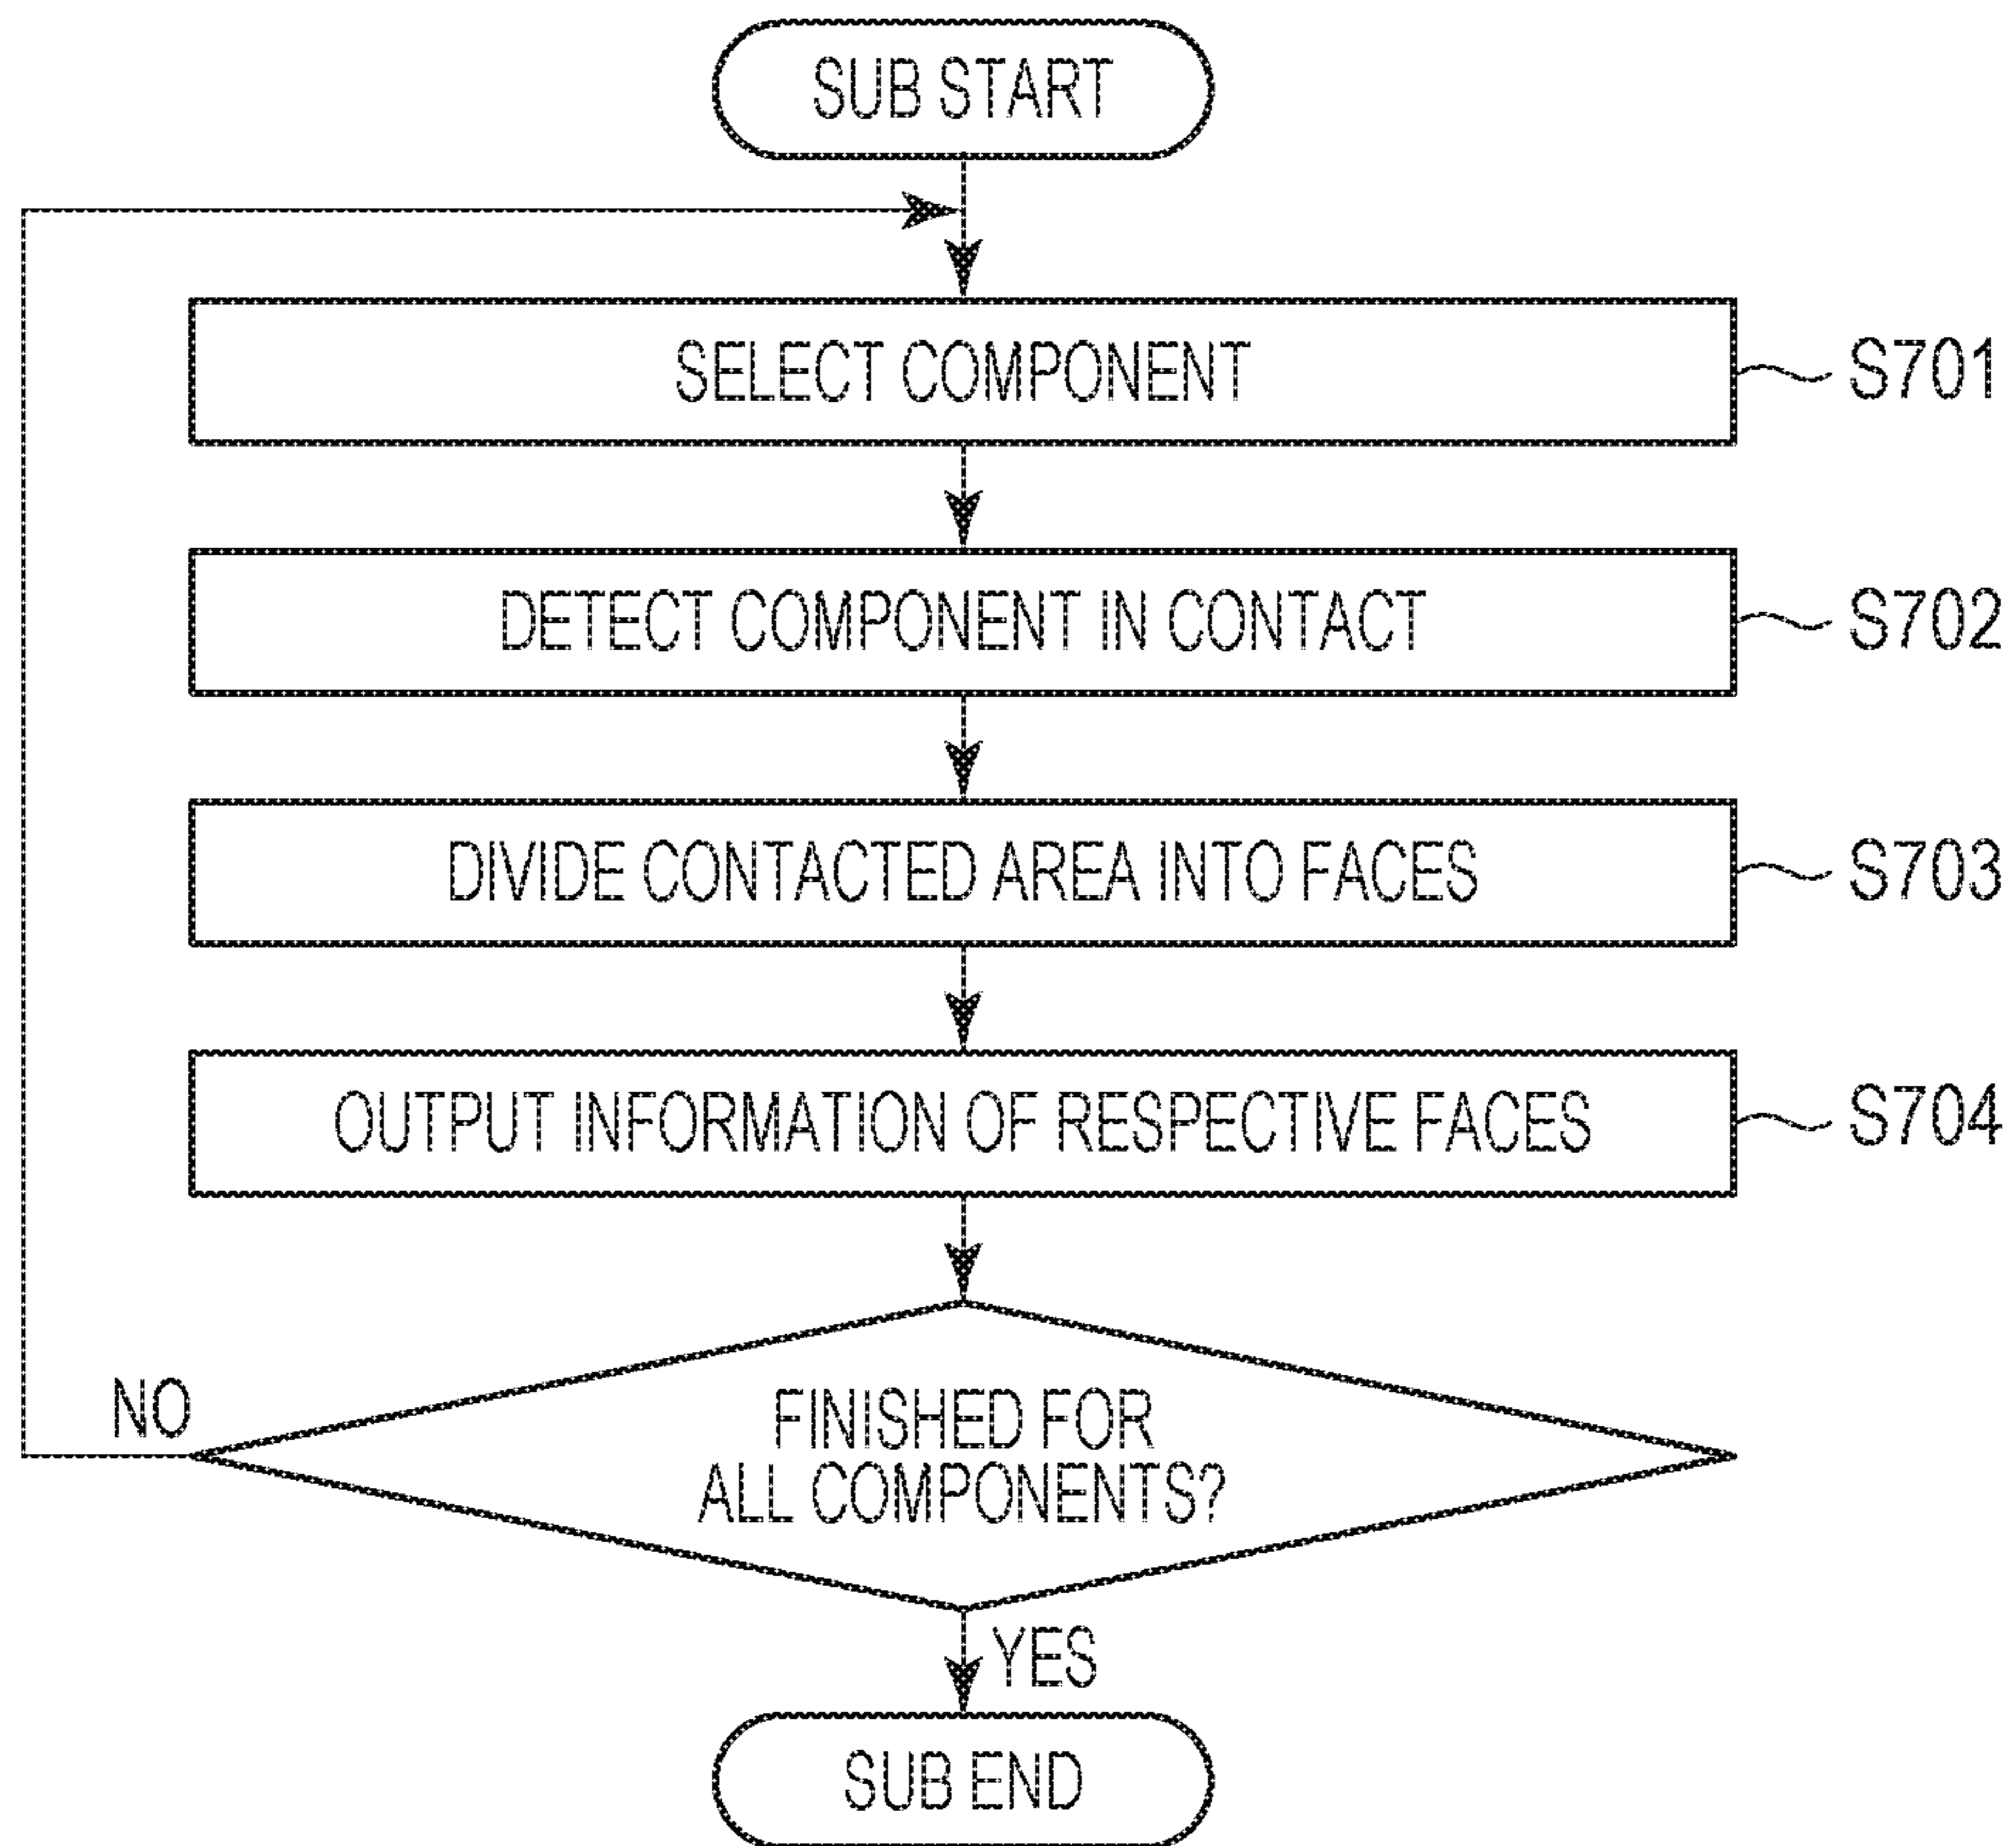 SUB START
SELECT COMPONENT
S701
DETECT COMPONENT IN CONTACT
S702
DIVIDE CONTACTED AREA INTO FACES
S703
OUTPUT INFORMATION OF RESPECTIVE FACES
S704
NO
FINISHED FOR
ALL COMPONENTS?
YES
SUB END